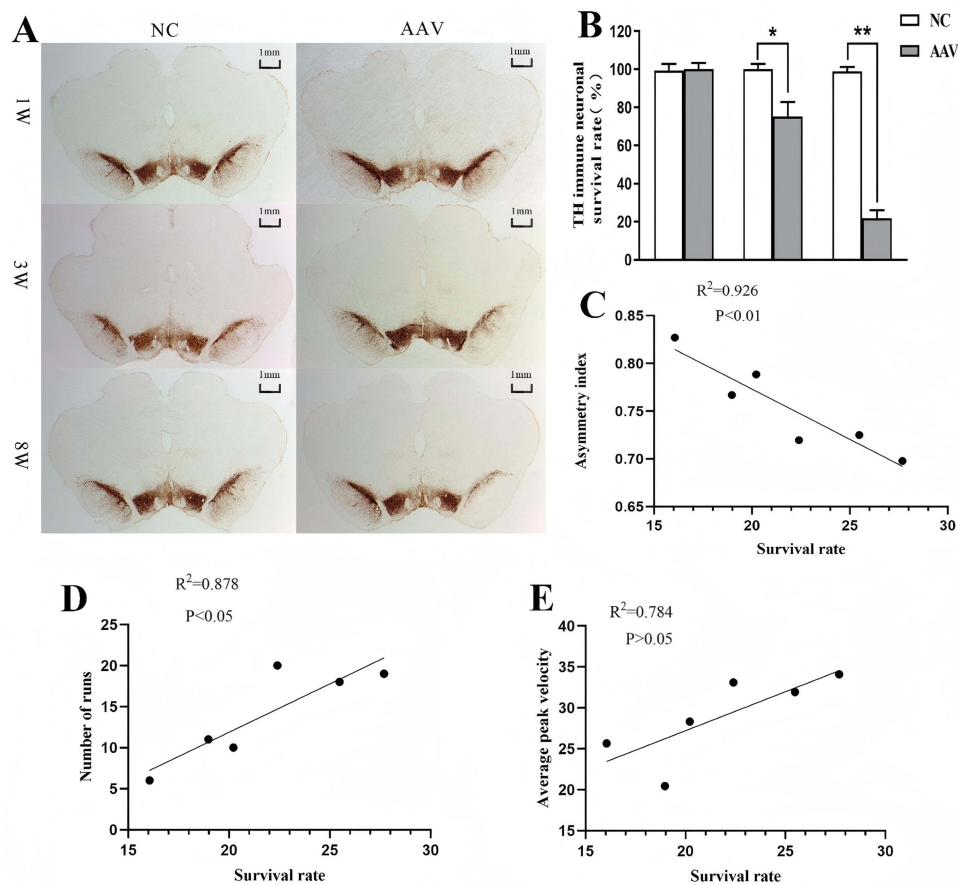 A
NC
AAV
1W
1mm
1mm
3W
1mm
1mm
8W
1mm
1mm
B
NC
AAV
TH immune neuronal
survival rate（%）
120
100
80
60
40
20
0
*
**
C
R²=0.926
P<0.01
Asymmetry index
0.85
0.80
0.75
0.70
0.65
15 20 25 30
Survival rate
D
R²=0.878
P<0.05
Number of runs
25
20
15
10
5
0
15 20 25 30
Survival rate
E
R²=0.784
P>0.05
Average peak velocity
40
35
30
25
20
15
15 20 25 30
Survival rate